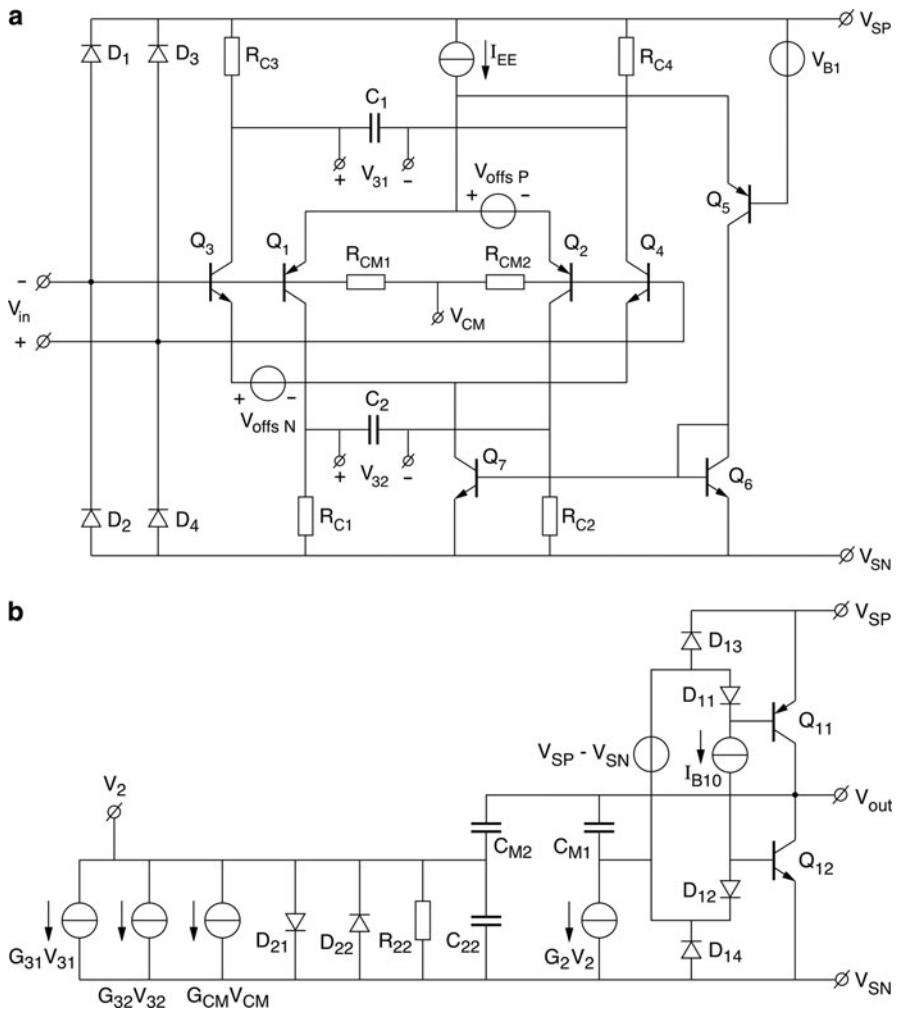 a
V_SP
D_1
D_3
R_C3
I_EE
R_C4
V_B1
C_1
+ V_31 −
V_offs P
+ −
Q_5
Q_3
Q_1
Q_2
Q_4
R_CM1
R_CM2
−
V_in
+
V_CM
+ −
V_offs N
C_2
+ V_32 −
Q_7
Q_6
D_2
D_4
R_C1
R_C2
V_SN
b
V_SP
D_13
D_11
Q_11
V_SP - V_SN
I_B10
V_2
V_out
C_M2
C_M1
Q_12
D_12
G_31V_31
D_21
D_22
R_22
C_22
G_2V_2
D_14
G_32V_32
G_CMV_CM
V_SN